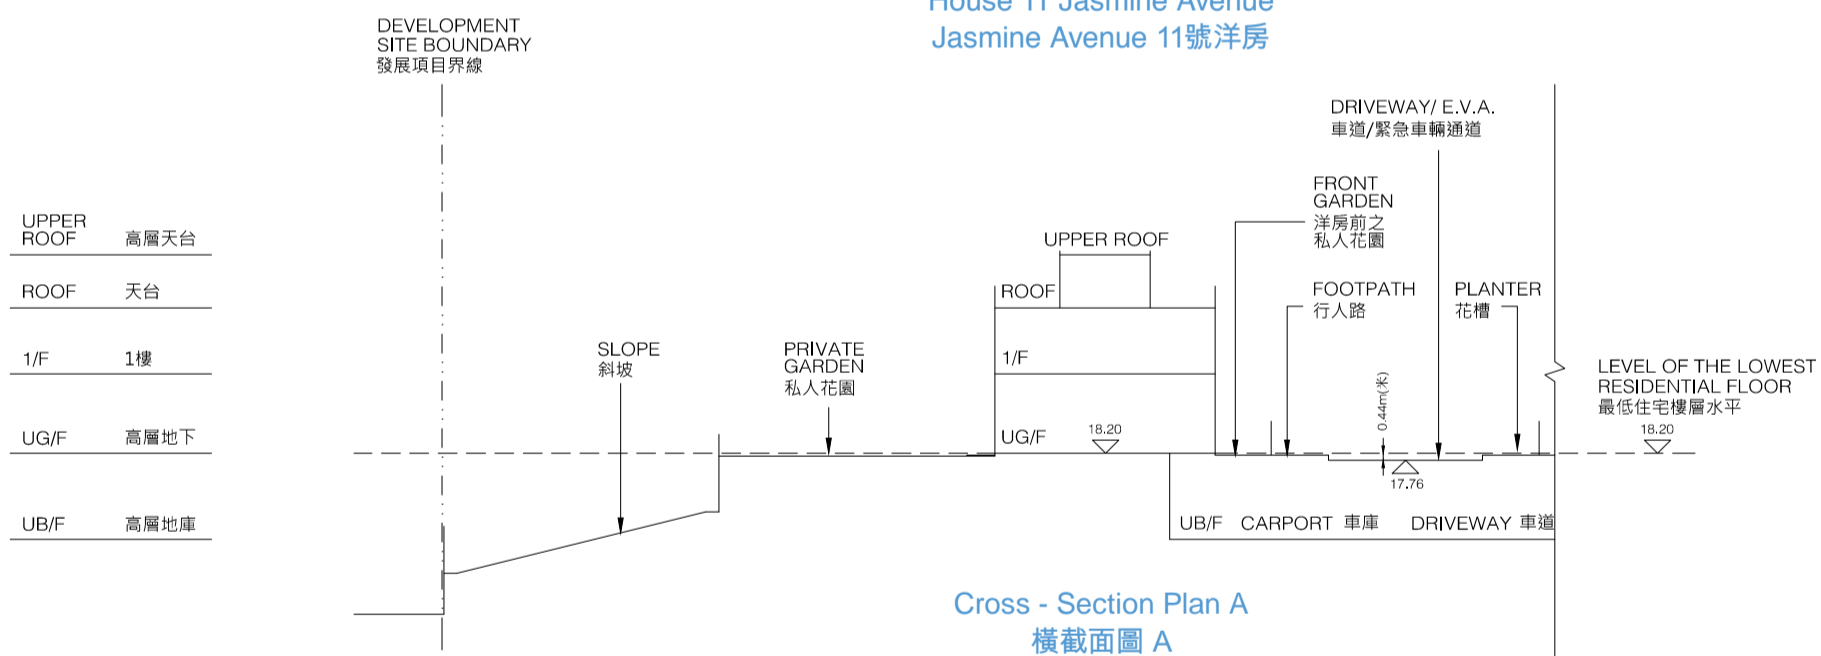 House 11 Jasmine Avenue
Jasmine Avenue 11號洋房
DEVELOPMENT
SITE BOUNDARY
發展項目界線
DRIVEWAY/ E.V.A.
車道/緊急車輛通道
FRONT
GARDEN
洋房前之
私人花園
UPPER
ROOF 高層天台
UPPER ROOF
ROOF 天台
ROOF
FOOTPATH
行人路
PLANTER
花槽
SLOPE
斜坡
PRIVATE
GARDEN
私人花園
1/F 1樓
1/F
LEVEL OF THE LOWEST
RESIDENTIAL FLOOR
最低住宅樓層水平
0.44m(米)
UG/F 高層地下
UG/F
18.20
18.20
17.76
UB/F 高層地庫
UB/F CARPORT 車庫 DRIVEWAY 車道
Cross - Section Plan A
橫截面圖 A